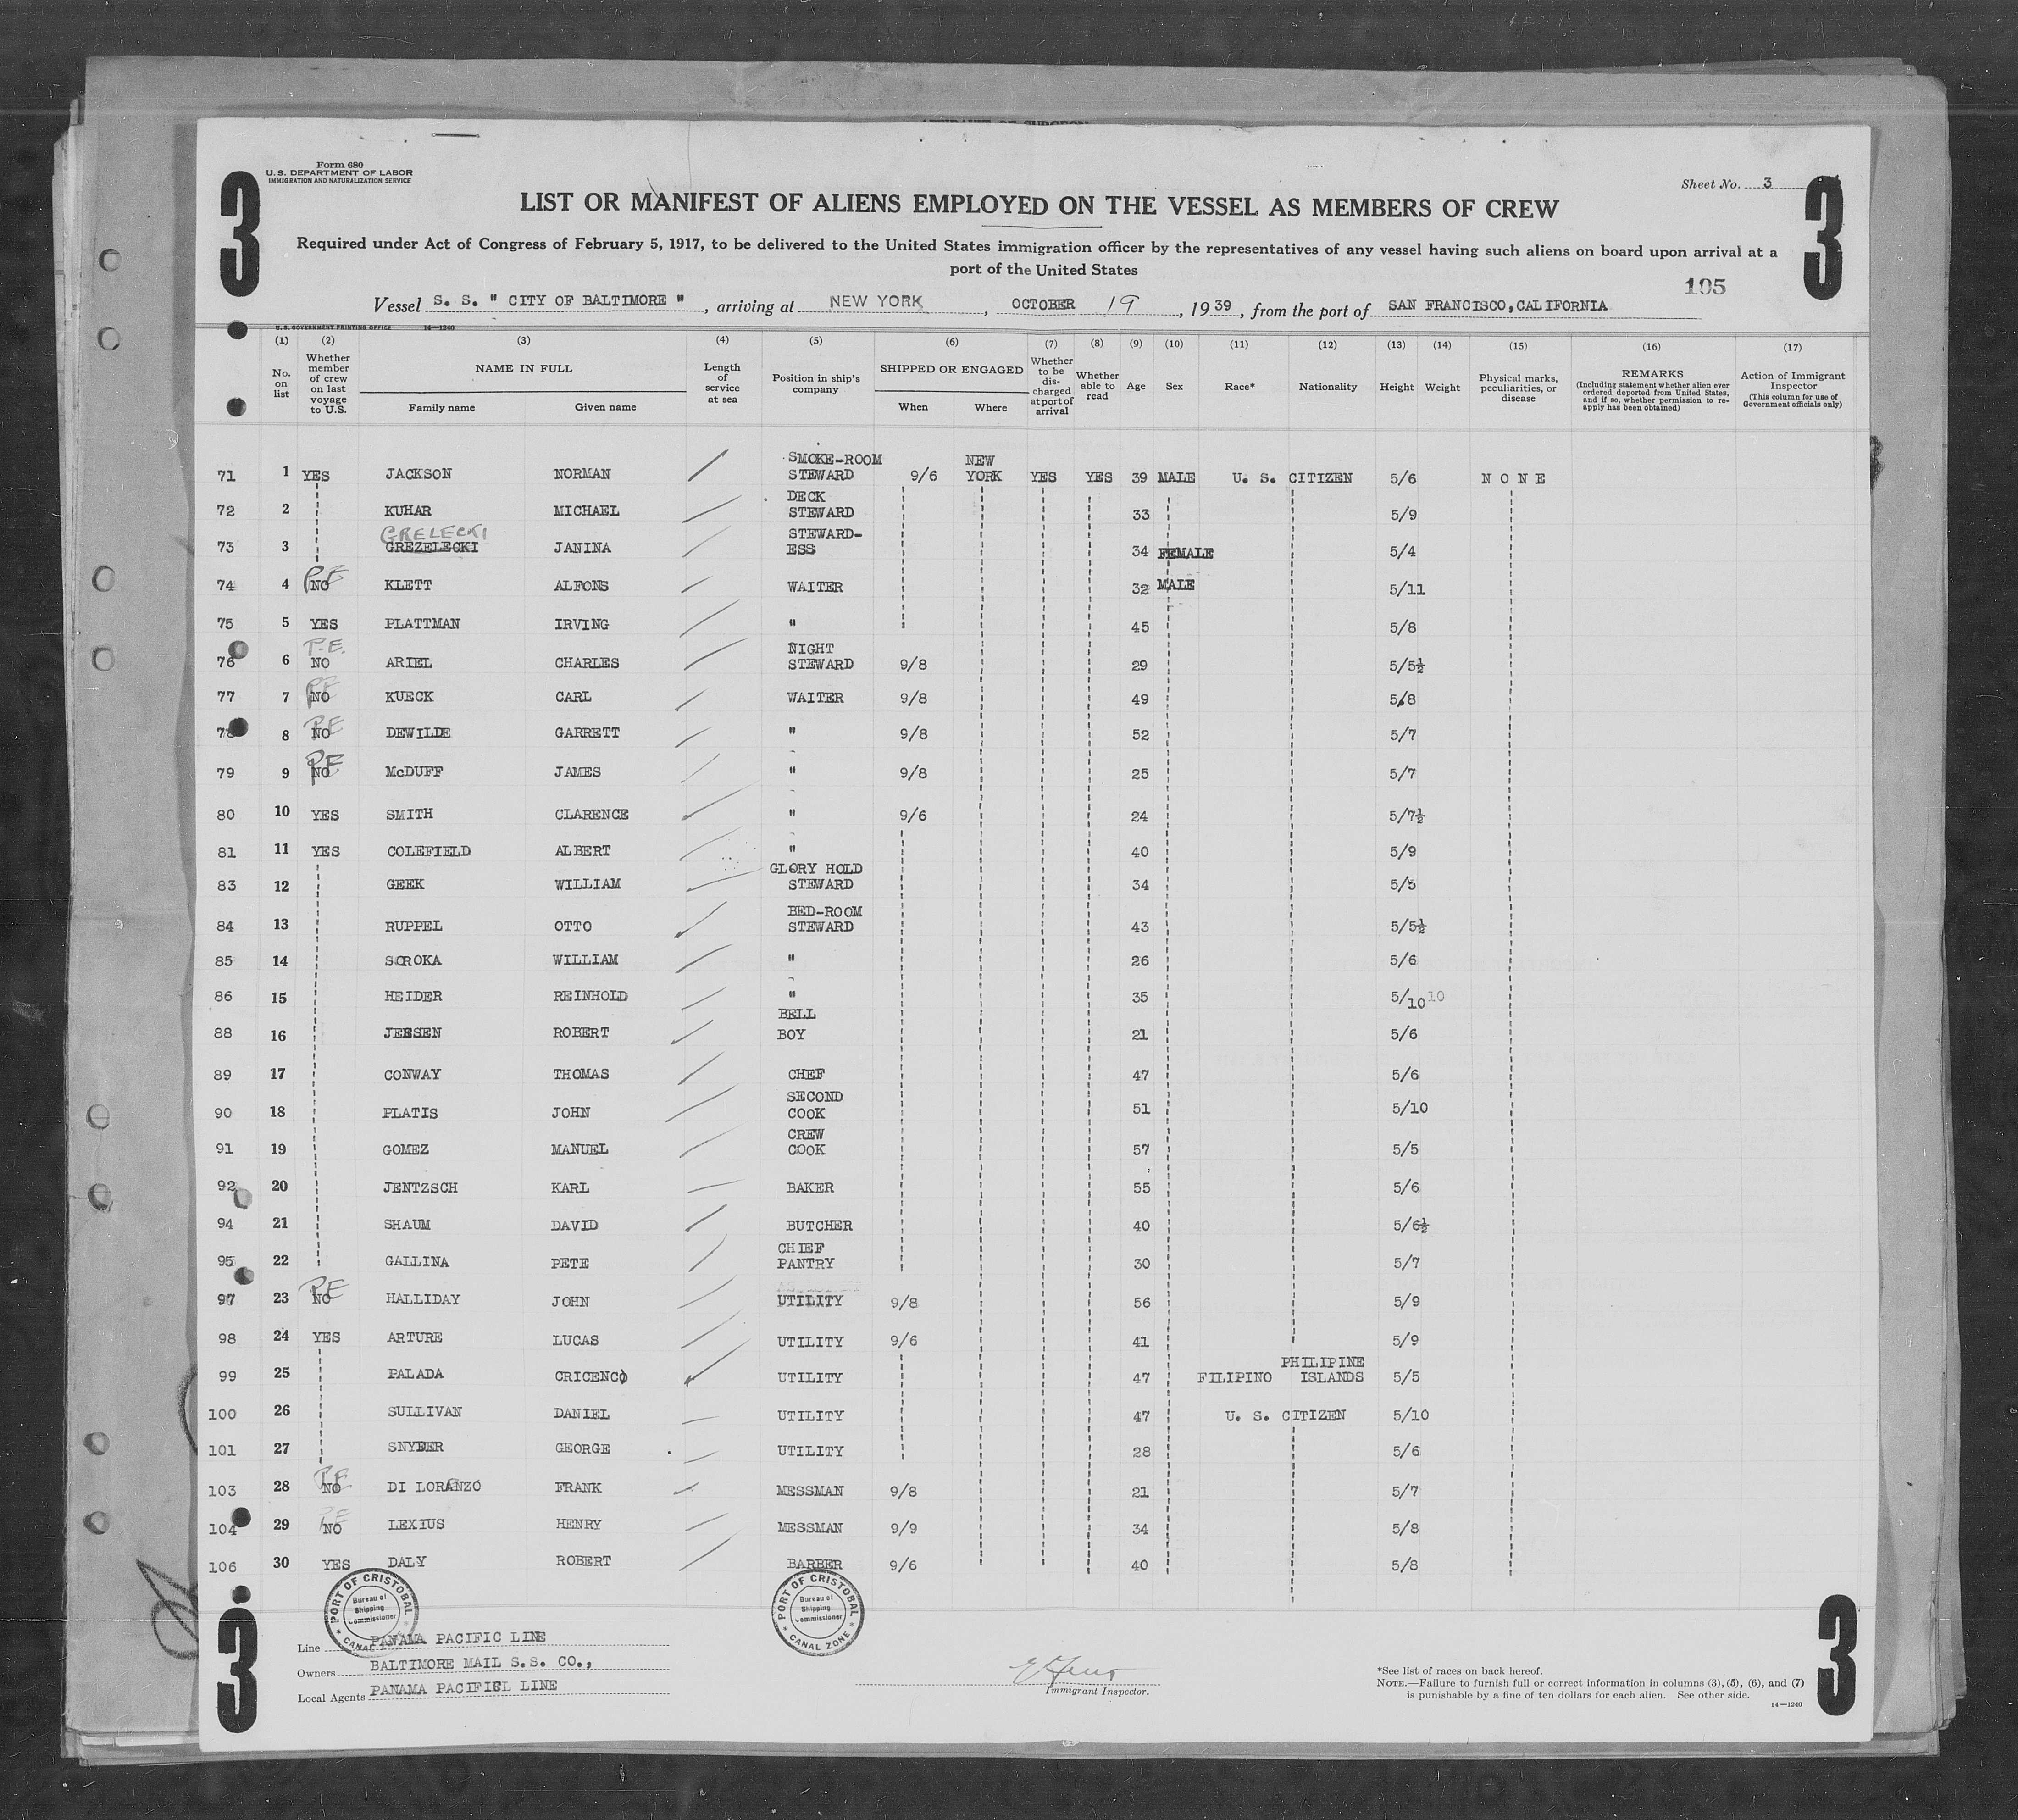 Form 680
U. S. DEPARTMENT OF LABOR
IMMIGRATION AND NATURALIZATION SERVICE
Sheet No. 3
3
3
LIST OR MANIFEST OF ALIENS EMPLOYED ON THE VESSEL AS MEMBERS OF CREW
Required under Act of Congress of February 5, 1917, to be delivered to the United States immigration officer by the representatives of any vessel having such aliens on board upon arrival at a
port of the United States
105
Vessel S. S. " CITY OF BALTIMORE ", arriving at NEW YORK, OCTOBER 19, 1939, from the port of SAN FRANCISCO, CALIFORNIA
U. S. GOVERNMENT PRINTING OFFICE 14—1240
(1) (2) (3) (4) (5) (6) (7) (8) (9) (10) (11) (12) (13) (14) (15) (16) (17)
No. on list
Whether member of crew on last voyage to U.S.
NAME IN FULL
Family name
Given name
Length of service at sea
Position in ship's company
SHIPPED OR ENGAGED
When
Where
Whether to be discharged at port of arrival
Whether able to read
Age
Sex
Race*
Nationality
Height
Weight
Physical marks, peculiarities, or disease
REMARKS
(Including statement whether alien ever ordered deported from United States, and if so, whether permission to re-apply has been obtained)
Action of Immigrant Inspector
(This column for use of Government officials only)
71 1 YES JACKSON NORMAN SMOKE-ROOM STEWARD 9/6 NEW YORK YES YES 39 MALE U. S. CITIZEN 5/6 N O N E
72 2 KUHAR MICHAEL DECK STEWARD 33 5/9
GRELECKI
73 3 GREZELECKI JANINA STEWARD-ESS 34 FEMALE 5/4
74 4 PE NO KLETT ALFONS WAITER 32 MALE 5/11
75 5 YES PLATTMAN IRVING " 45 5/8
76 6 P.E. NO ARIEL CHARLES NIGHT STEWARD 9/8 29 5/5½
77 7 PE NO KUECK CARL WAITER 9/8 49 5/8
78 8 PE NO DEWILDE GARRETT " 9/8 52 5/7
79 9 PE NO McDUFF JAMES " 9/8 25 5/7
80 10 YES SMITH CLARENCE " 9/6 24 5/7½
81 11 YES COLEFIELD ALBERT " 40 5/9
83 12 GEEK WILLIAM GLORY HOLD STEWARD 34 5/5
84 13 RUPPEL OTTO BED-ROOM STEWARD 43 5/5½
85 14 SOROKA WILLIAM " 26 5/6
86 15 HEIDER REINHOLD " 35 5/10 10
88 16 JENSEN ROBERT BELL BOY 21 5/6
89 17 CONWAY THOMAS CHEF 47 5/6
90 18 PLATIS JOHN SECOND COOK 51 5/10
91 19 GOMEZ MANUEL CREW COOK 57 5/5
92 20 JENTZSCH KARL BAKER 55 5/6
94 21 SHAUM DAVID BUTCHER 40 5/6½
95 22 GALLINA PETE CHIEF PANTRY 30 5/7
97 23 PE NO HALLIDAY JOHN UTILITY 9/8 56 5/9
98 24 YES ARTURE LUCAS UTILITY 9/6 41 5/9
99 25 PALADA CRICENCO UTILITY 47 FILIPINO PHILIPINE ISLANDS 5/5
100 26 SULLIVAN DANIEL UTILITY 47 U. S. CITIZEN 5/10
101 27 SNYDER GEORGE UTILITY 28 5/6
103 28 PE NO DI LORANZO FRANK MESSMAN 9/8 21 5/7
104 29 PE NO LEXIUS HENRY MESSMAN 9/9 34 5/8
106 30 YES DALY ROBERT BARBER 9/6 40 5/8
PORT OF CRISTOBAL
Bureau of Shipping Commissioner
CANAL ZONE
PORT OF CRISTOBAL
Bureau of Shipping Commissioner
CANAL ZONE
Line PANAMA PACIFIC LINE
Owners BALTIMORE MAIL S.S. CO.,
Local Agents PANAMA PACIFICL LINE
Immigrant Inspector.
*See list of races on back hereof.
NOTE.—Failure to furnish full or correct information in columns (3), (5), (6), and (7)
is punishable by a fine of ten dollars for each alien. See other side.
14—1240
3
3